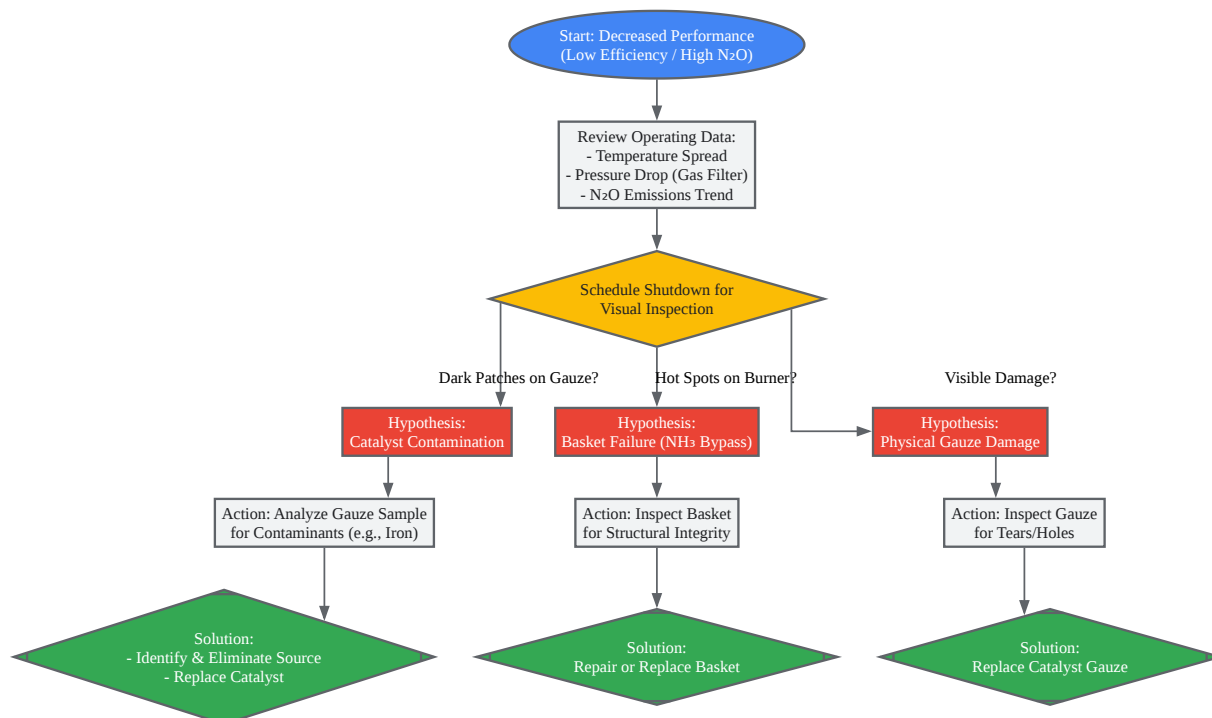 Start: Decreased Performance
(Low Efficiency / High N₂O)
Review Operating Data:
- Temperature Spread
- Pressure Drop (Gas Filter)
- N₂O Emissions Trend
Schedule Shutdown for
Visual Inspection
Dark Patches on Gauze?
Hot Spots on Burner?
Visible Damage?
Hypothesis:
Catalyst Contamination
Hypothesis:
Basket Failure (NH₃ Bypass)
Hypothesis:
Physical Gauze Damage
Action: Analyze Gauze Sample
for Contaminants (e.g., Iron)
Action: Inspect Basket
for Structural Integrity
Action: Inspect Gauze
for Tears/Holes
Solution:
- Identify & Eliminate Source
- Replace Catalyst
Solution:
Repair or Replace Basket
Solution:
Replace Catalyst Gauze